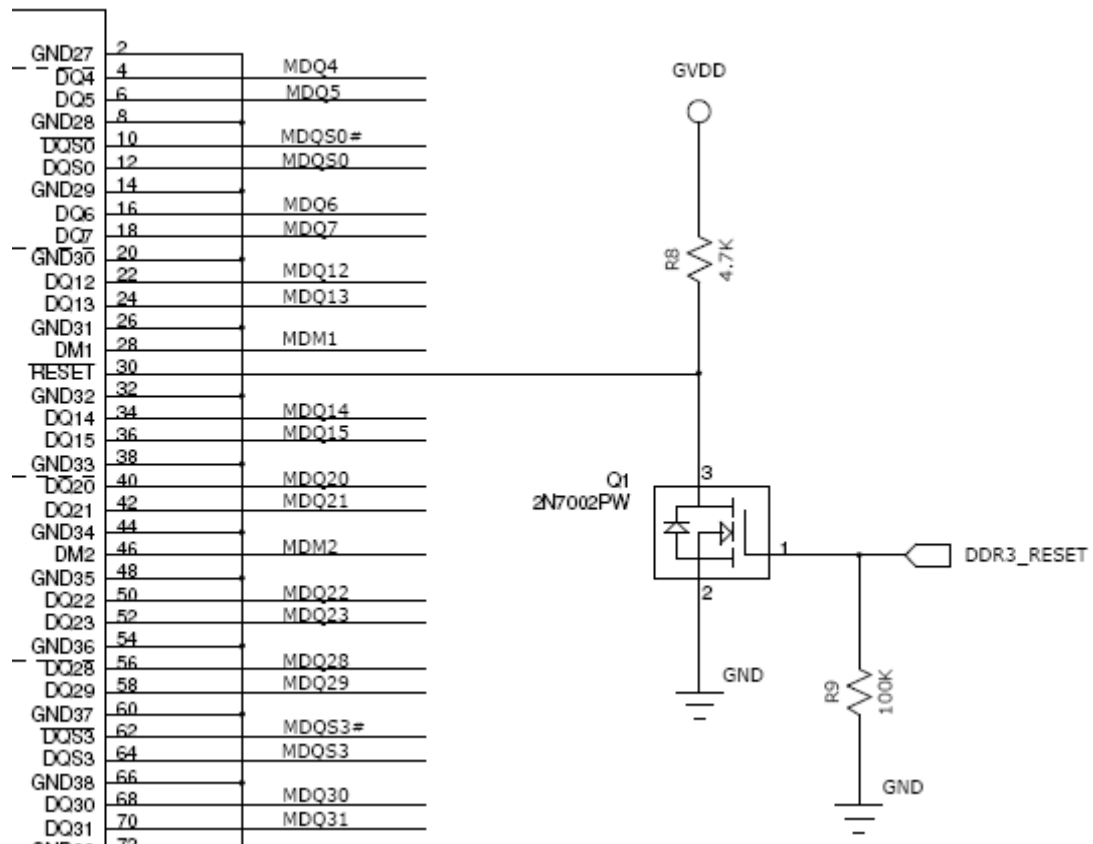 GND27 2
DQ4 4 MDQ4
DQ5 6 MDQ5
GND28 8
DQS0 10 MDQS0#
DQS0 12 MDQS0
GND29 14
DQ6 16 MDQ6
DQ7 18 MDQ7
GND30 20
DQ12 22 MDQ12
DQ13 24 MDQ13
GND31 26
DM1 28 MDM1
RESET 30
GND32 32
DQ14 34 MDQ14
DQ15 36 MDQ15
GND33 38
DQ20 40 MDQ20
DQ21 42 MDQ21
GND34 44
DM2 46 MDM2
GND35 48
DQ22 50 MDQ22
DQ23 52 MDQ23
GND36 54
DQ28 56 MDQ28
DQ29 58 MDQ29
GND37 60
DQS3 62 MDQS3#
DQS3 64 MDQS3
GND38 66
DQ30 68 MDQ30
DQ31 70 MDQ31
72
GVDD
R8
4.7K
Q1
2N7002PW
3
1
2
DDR3_RESET
GND
R9
100K
GND